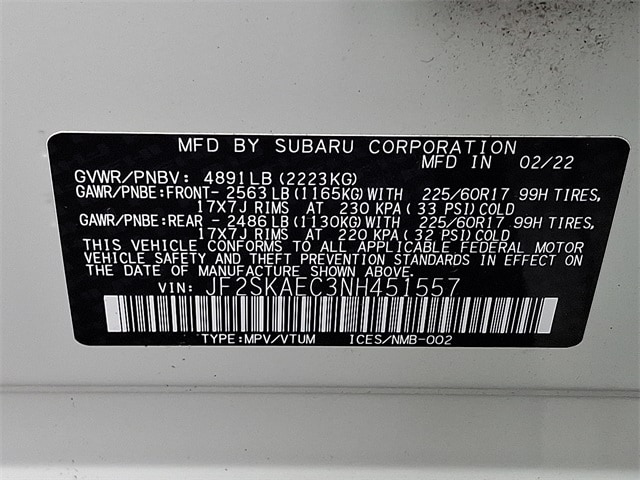 MFD BY SUBARU CORPORATION
MFD IN 02/22
GVWR/PNBV: 4891LB(2223KG)
GAWR/PNBE:FRONT- 2563LB(1165KG)WITH 225/60R17 99H TIRES,
17X7J RIMS AT 230 KPA(33 PSI)COLD
GAWR/PNBE:REAR - 2486LB(1130KG)WITH 225/60R17 99H TIRES,
17X7J RIMS AT 220 KPA(32 PSI)COLD
THIS VEHICLE CONFORMS TO ALL APPLICABLE FEDERAL MOTOR
VEHICLE SAFETY AND THEFT PREVENTION STANDARDS IN EFFECT
ON THE DATE OF MANUFACTURE SHOWN ABOVE.
VIN: JF2SKAEC3NH451557
TYPE:MPV/VTUM ICES/NMB-002